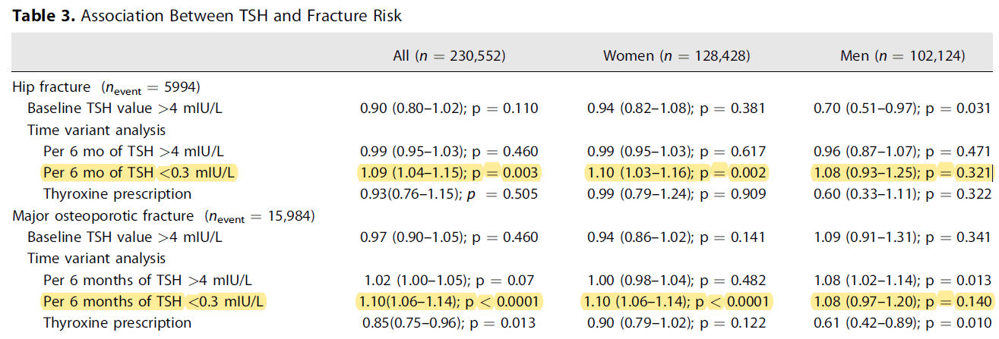 Table 3. Association Between TSH and Fracture Risk
All (n = 230,552) Women (n = 128,428) Men (n = 102,124)
Hip fracture (nevent = 5994)
Baseline TSH value >4 mIU/L 0.90 (0.80–1.02); p = 0.110 0.94 (0.82–1.08); p = 0.381 0.70 (0.51–0.97); p = 0.031
Time variant analysis
Per 6 mo of TSH >4 mIU/L 0.99 (0.95–1.03); p = 0.460 0.99 (0.95–1.03); p = 0.617 0.96 (0.87–1.07); p = 0.471
Per 6 mo of TSH <0.3 mIU/L 1.09 (1.04–1.15); p = 0.003 1.10 (1.03–1.16); p = 0.002 1.08 (0.93–1.25); p = 0.321
Thyroxine prescription 0.93(0.76–1.15); p = 0.505 0.99 (0.79–1.24); p = 0.909 0.60 (0.33–1.11); p = 0.322
Major osteoporotic fracture (nevent = 15,984)
Baseline TSH value >4 mIU/L 0.97 (0.90–1.05); p = 0.460 0.94 (0.86–1.02); p = 0.141 1.09 (0.91–1.31); p = 0.341
Time variant analysis
Per 6 months of TSH >4 mIU/L 1.02 (1.00–1.05); p = 0.07 1.00 (0.98–1.04); p = 0.482 1.08 (1.02–1.14); p = 0.013
Per 6 months of TSH <0.3 mIU/L 1.10(1.06–1.14); p < 0.0001 1.10 (1.06–1.14); p < 0.0001 1.08 (0.97–1.20); p = 0.140
Thyroxine prescription 0.85(0.75–0.96); p = 0.013 0.90 (0.79–1.02); p = 0.122 0.61 (0.42–0.89); p = 0.010